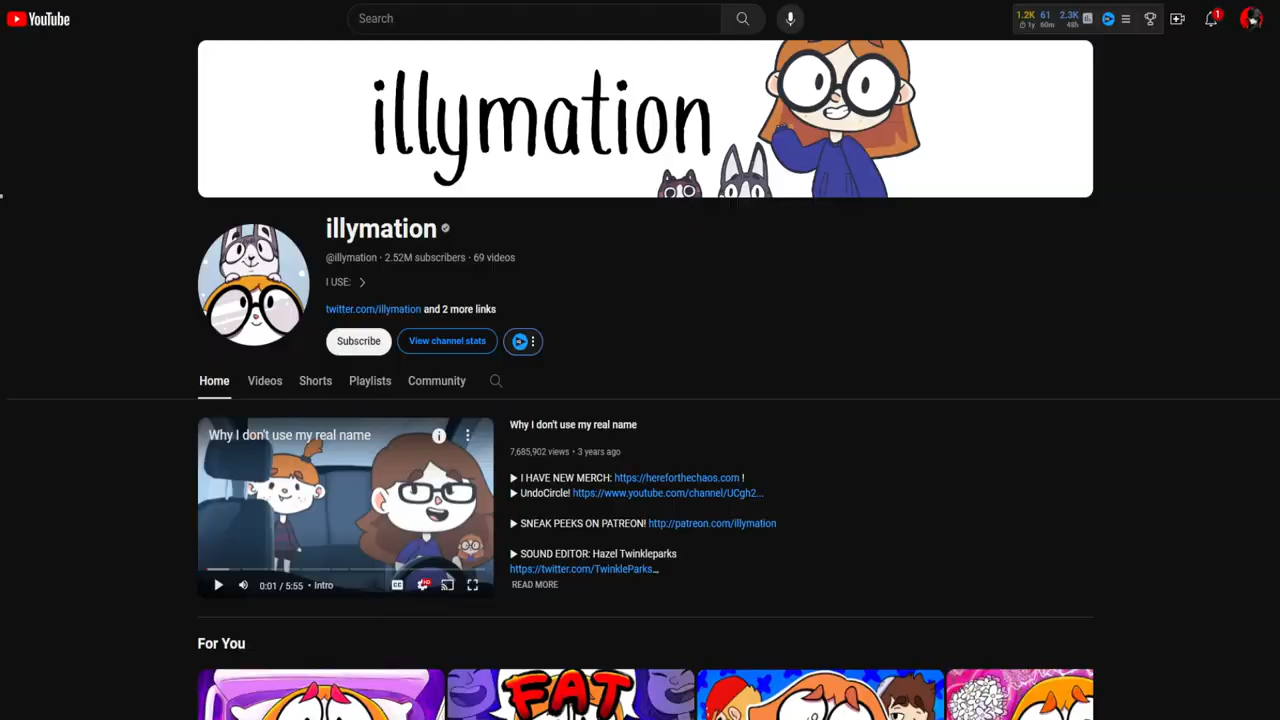 YouTube
Search
1.2K 61 2.3K
1y 60m 48h
1
illymation
illymation
@illymation · 2.52M subscribers · 69 videos
I USE:
twitter.com/illymation and 2 more links
Subscribe
View channel stats
Home Videos Shorts Playlists Community
Why I don't use my real name
0:01 / 5:55 · Intro
CC
HD
Why I don't use my real name
7,685,902 views · 3 years ago
▶ I HAVE NEW MERCH: https://hereforthechaos.com !
▶ UndoCircle! https://www.youtube.com/channel/UCgh2...
▶ SNEAK PEEKS ON PATREON! http://patreon.com/illymation
▶ SOUND EDITOR: Hazel Twinkleparks
https://twitter.com/TwinkleParks...
READ MORE
For You
FAT